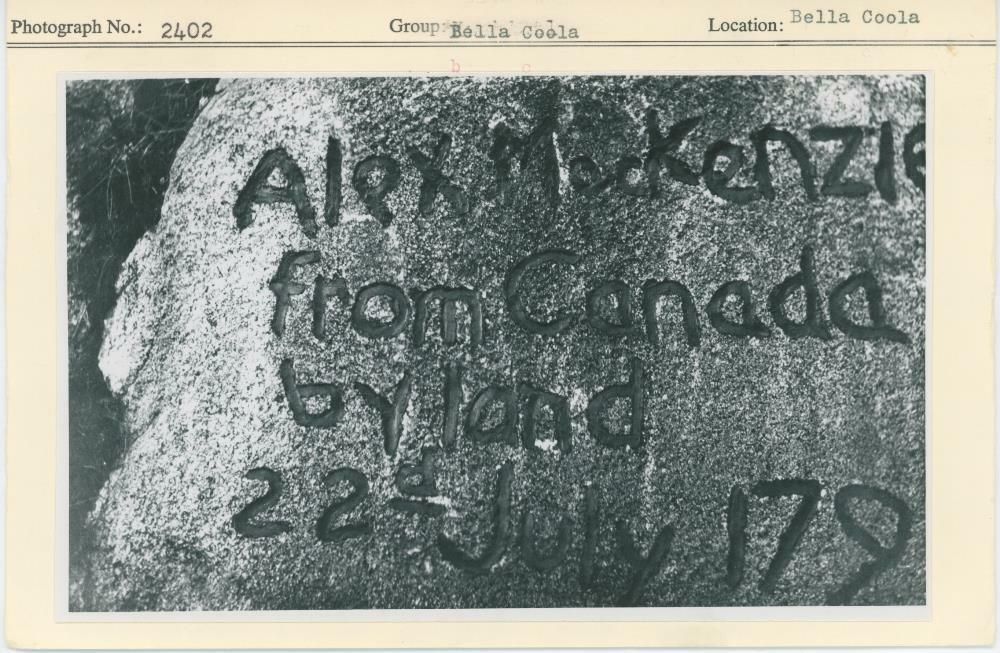 Photograph No.: 2402 Group: Bella Coola Location: Bella Coola
b c
Alex MacKenzie
from Canada
by land
22d July 179